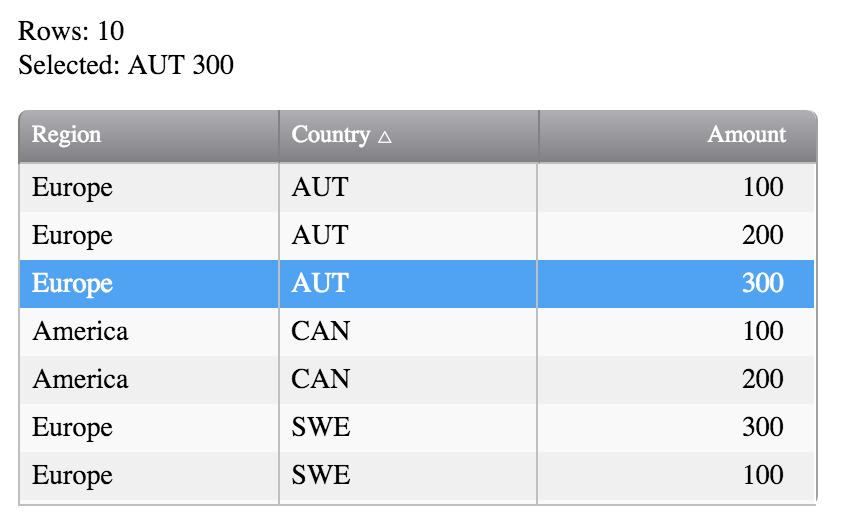 Rows: 10
Selected: AUT 300
Region Country △ Amount
Europe AUT 100
Europe AUT 200
Europe AUT 300
America CAN 100
America CAN 200
Europe SWE 300
Europe SWE 100